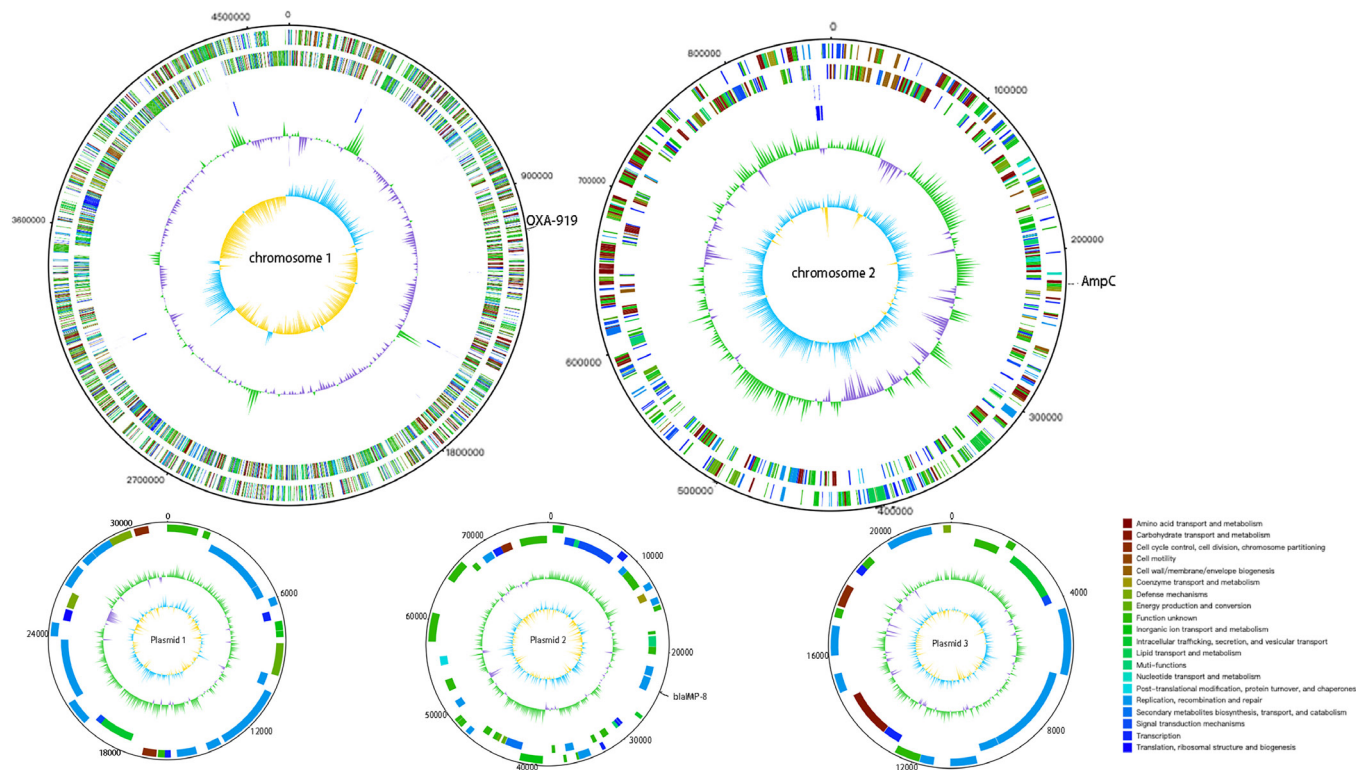 0
4500000
900000
OXA-919
3600000
chromosome 1
1800000
2700000
0
800000
100000
700000
200000
chromosome 2
AmpC
600000
300000
500000
400000
0
30000
6000
24000
Plasmid 1
12000
18000
0
70000
10000
60000
Plasmid 2
20000
blaIMP-8
50000
30000
40000
0
20000
4000
Plasmid 3
16000
8000
12000
Amino acid transport and metabolism
Carbohydrate transport and metabolism
Cell cycle control, cell division, chromosome partitioning
Cell motility
Cell wall/membrane/envelope biogenesis
Coenzyme transport and metabolism
Defense mechanisms
Energy production and conversion
Function unknown
Inorganic ion transport and metabolism
Intracellular trafficking, secretion, and vesicular transport
Lipid transport and metabolism
Muti-functions
Nucleotide transport and metabolism
Post-translational modification, protein turnover, and chaperones
Replication, recombination and repair
Secondary metabolites biosynthesis, transport, and catabolism
Signal transduction mechanisms
Transcription
Translation, ribosomal structure and biogenesis